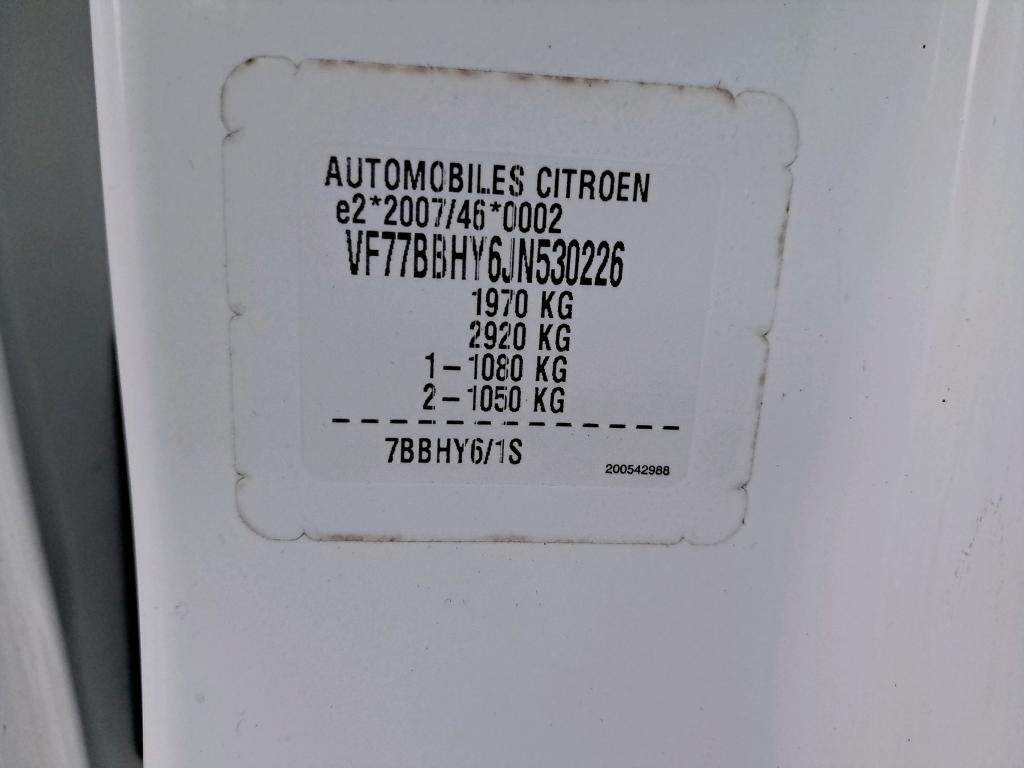 AUTOMOBILES CITROEN
e2*2007/46*0002
VF77BBHY6JN530226
1970 KG
2920 KG
1-1080 KG
2-1050 KG
7BBHY6/1S
200542988